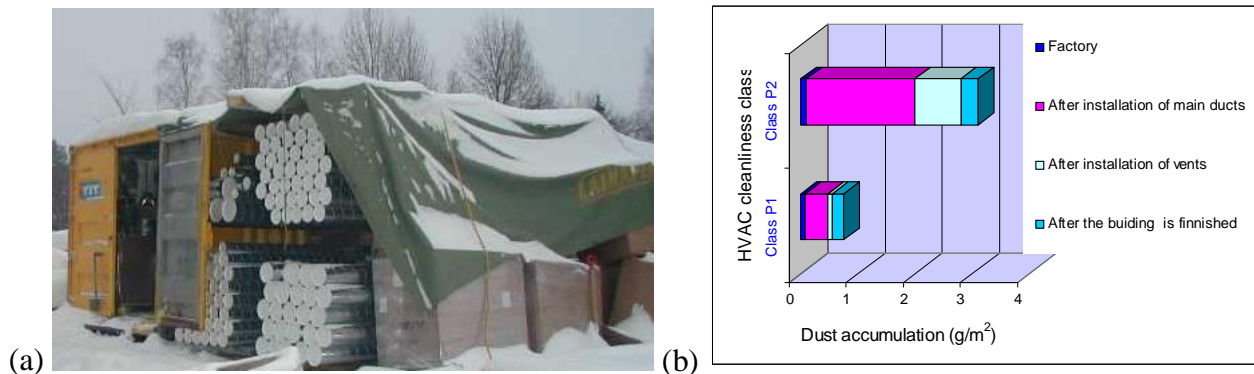 (a)
YIT
(b)
HVAC cleanliness class
Class P2
Class P1
0 1 2 3 4
Dust accumulation (g/m²)
Factory
After installation of main ducts
After installation of vents
After the buiding is finnished